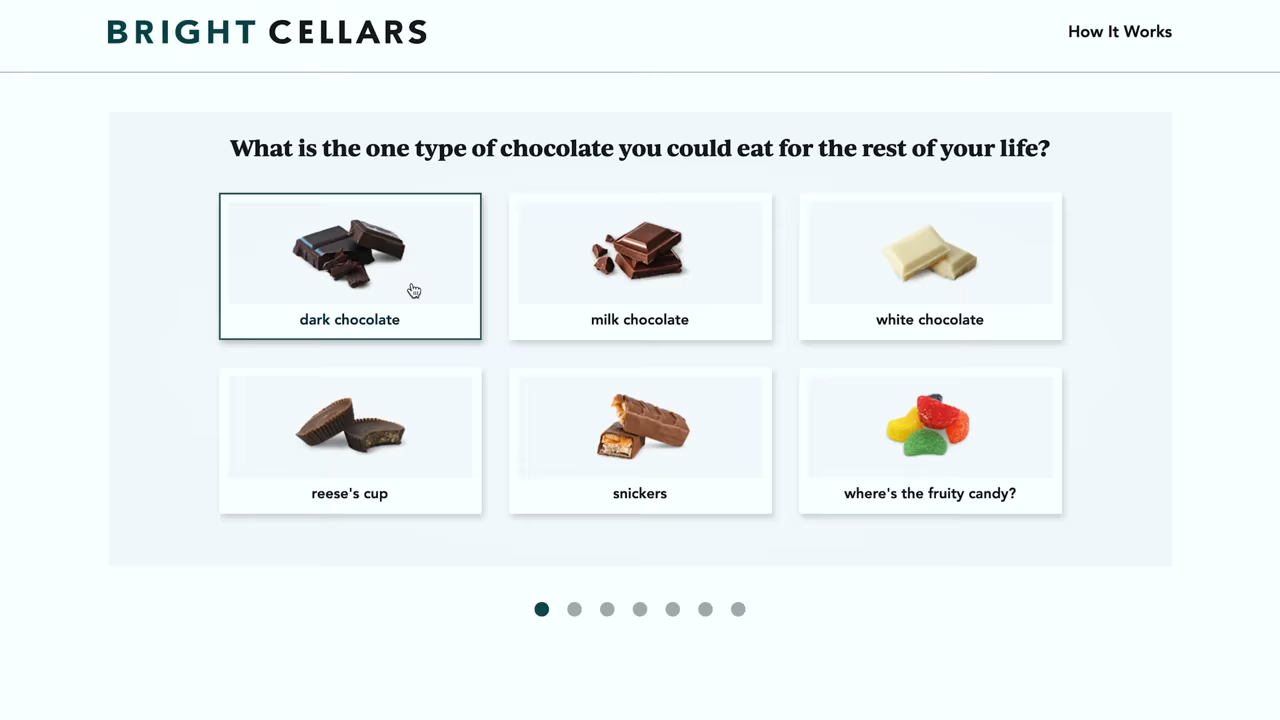 BRIGHT CELLARS
How It Works
What is the one type of chocolate you could eat for the rest of your life?
dark chocolate
milk chocolate
white chocolate
reese's cup
snickers
where's the fruity candy?